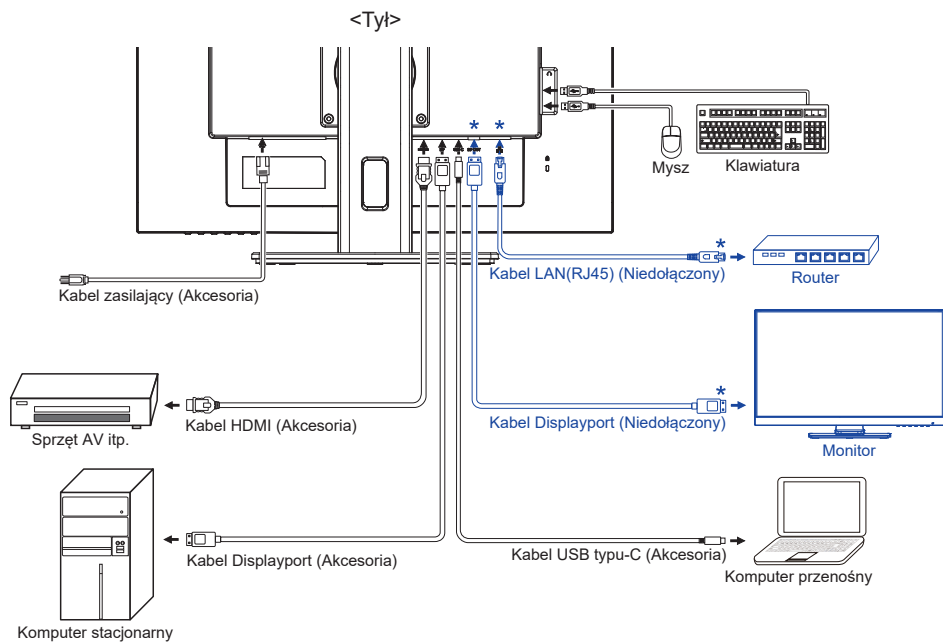 <Tył>
* *
Mysz
Klawiatura
*
Kabel LAN(RJ45) (Niedołączony)
Router
Kabel zasilający (Akcesoria)
*
Kabel HDMI (Akcesoria)
Kabel Displayport (Niedołączony)
Sprzęt AV itp.
Monitor
Kabel Displayport (Akcesoria)
Kabel USB typu-C (Akcesoria)
Komputer przenośny
Komputer stacjonarny